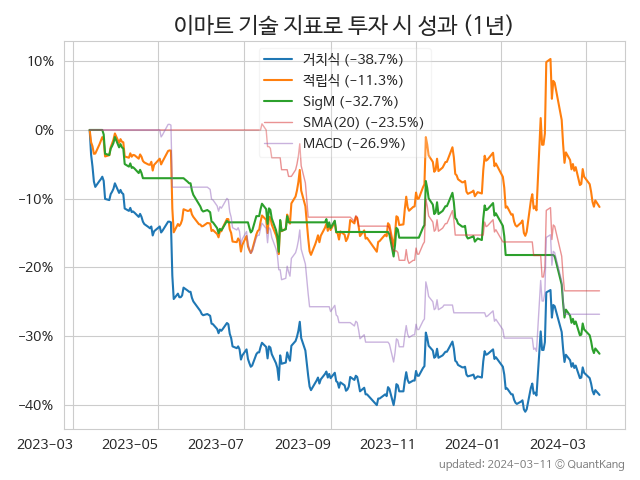 이마트 기술 지표로 투자 시 성과 (1년)
거치식 (−38.7%)
적립식 (−11.3%)
SigM (−32.7%)
SMA(20) (−23.5%)
MACD (−26.9%)
10%
0%
−10%
−20%
−30%
−40%
2023−03 2023−05 2023−07 2023−09 2023−11 2024−01 2024−03
updated: 2024−03−11 © QuantKang